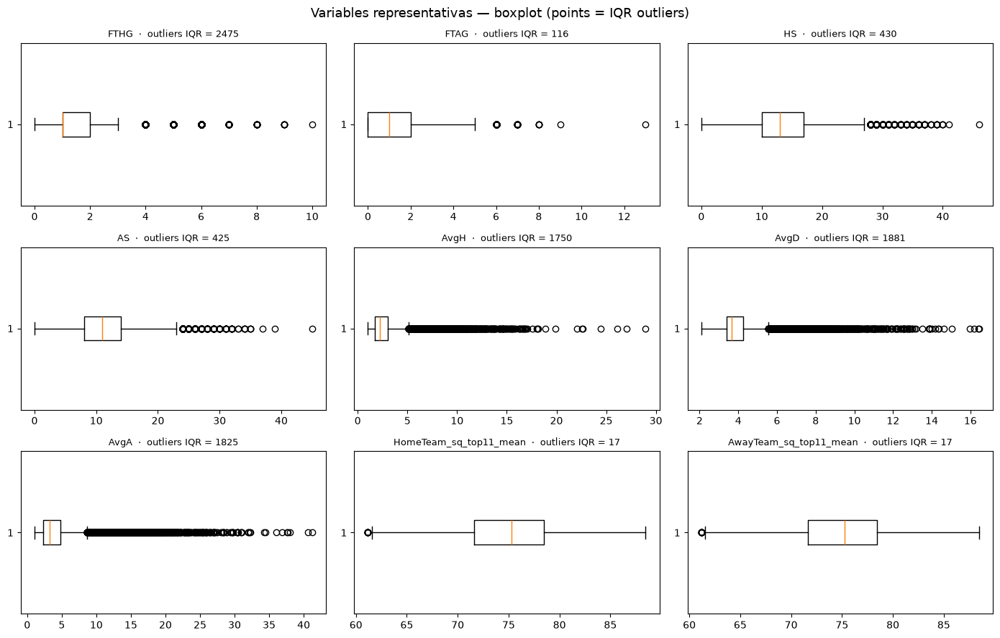 Variables representativas — boxplot (points = IQR outliers)
FTHG · outliers IQR = 2475
FTAG · outliers IQR = 116
HS · outliers IQR = 430
1
1
1
0 2 4 6 8 10
0 2 4 6 8 10 12
0 10 20 30 40
AS · outliers IQR = 425
AvgH · outliers IQR = 1750
AvgD · outliers IQR = 1881
1
1
1
0 10 20 30 40
0 5 10 15 20 25 30
2 4 6 8 10 12 14 16
AvgA · outliers IQR = 1825
HomeTeam_sq_top11_mean · outliers IQR = 17
AwayTeam_sq_top11_mean · outliers IQR = 17
1
1
1
0 5 10 15 20 25 30 35 40
60 65 70 75 80 85
60 65 70 75 80 85